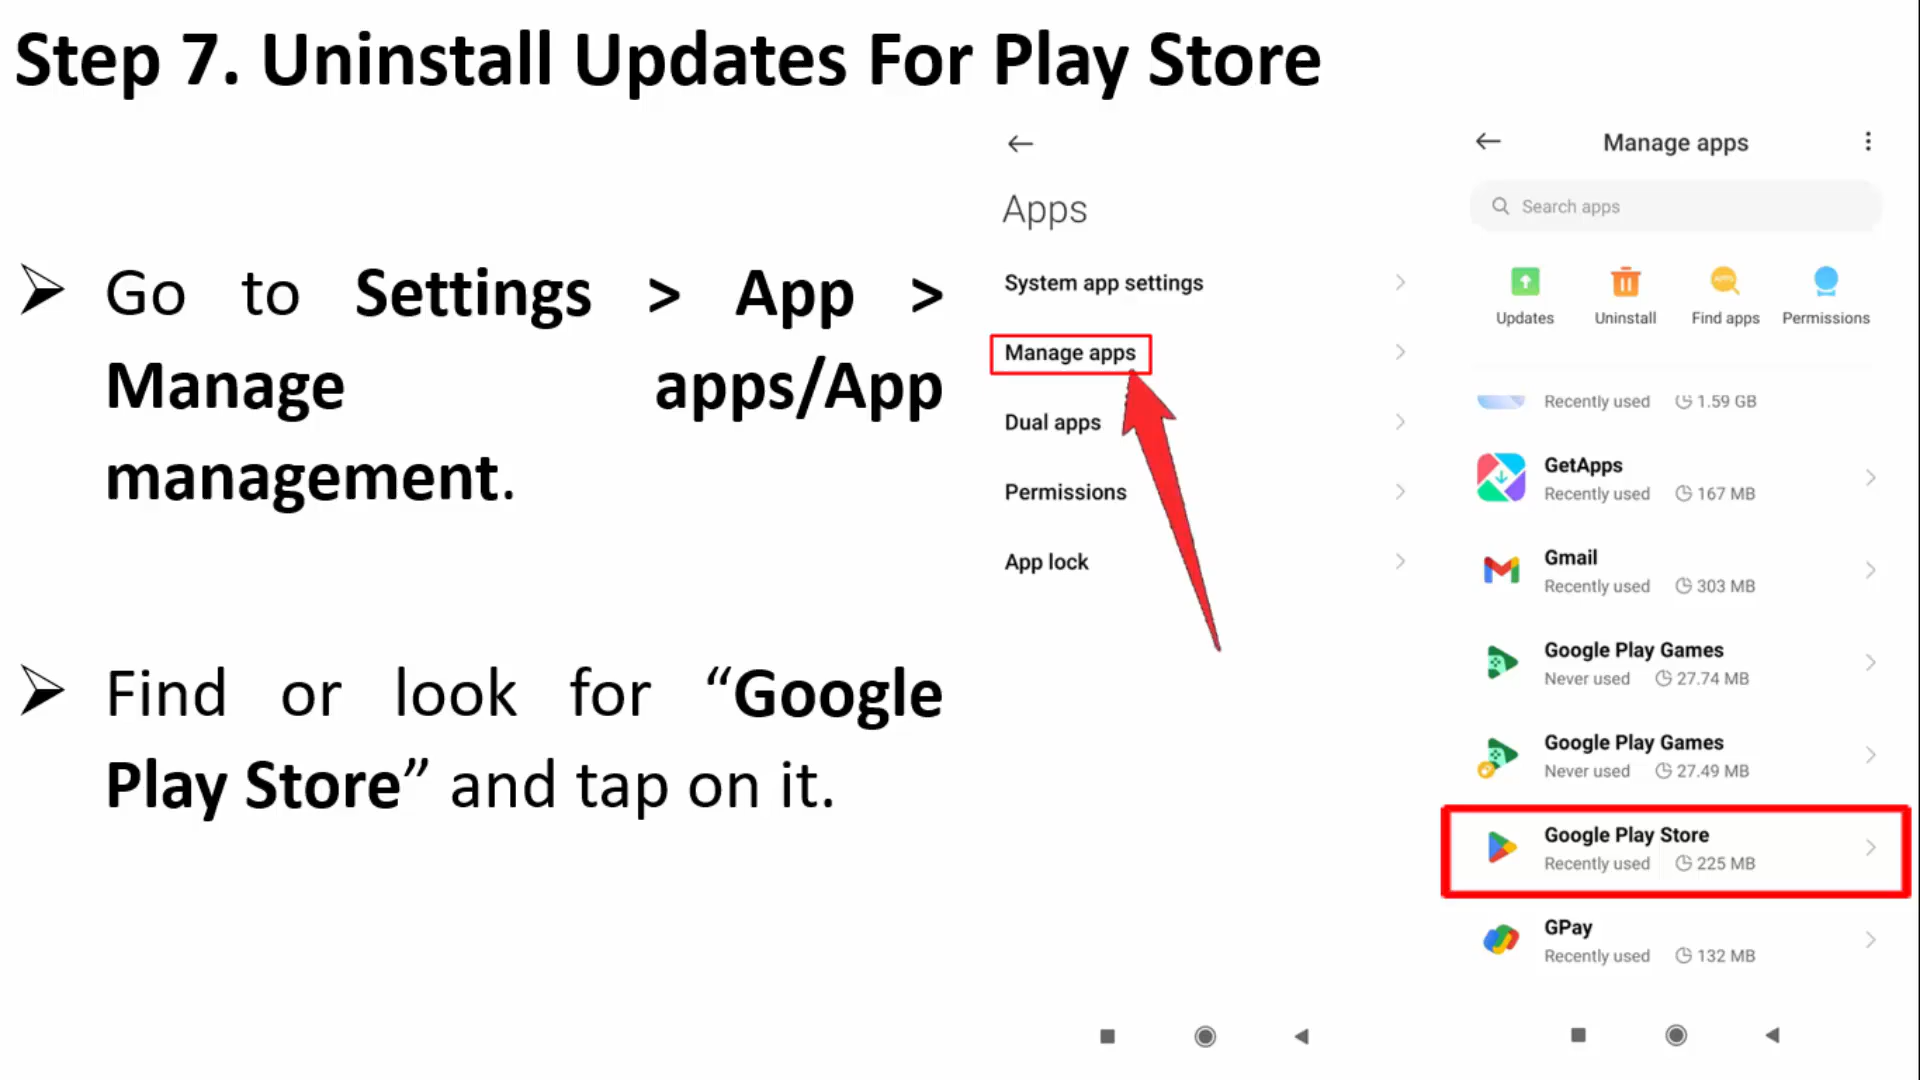 Step 7. Uninstall Updates For Play Store
➢ Go to Settings > App >
Manage apps/App
management.
➢ Find or look for “Google
Play Store” and tap on it.
Apps
System app settings
Manage apps
Dual apps
Permissions
App lock
Manage apps
Search apps
Updates Uninstall Find apps Permissions
Recently used 1.59 GB
GetApps
Recently used 167 MB
Gmail
Recently used 303 MB
Google Play Games
Never used 27.74 MB
Google Play Games
Never used 27.49 MB
Google Play Store
Recently used 225 MB
GPay
Recently used 132 MB